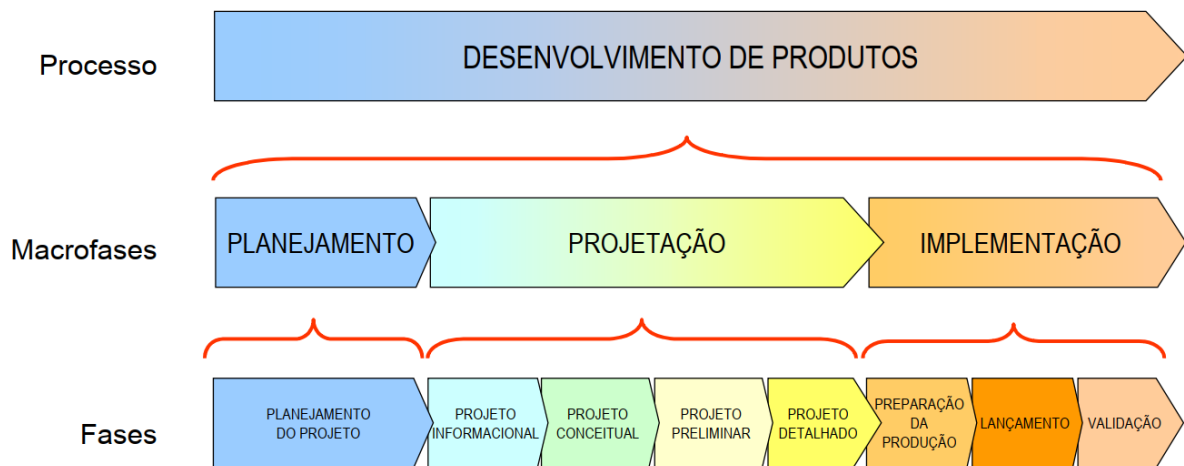 Processo
DESENVOLVIMENTO DE PRODUTOS
Macrofases
PLANEJAMENTO
PROJETAÇÃO
IMPLEMENTAÇÃO
Fases
PLANEJAMENTO
DO PROJETO
PROJETO
INFORMACIONAL
PROJETO
CONCEITUAL
PROJETO
PRELIMINAR
PROJETO
DETALHADO
PREPARAÇÃO
DA
PRODUÇÃO
LANÇAMENTO
VALIDAÇÃO